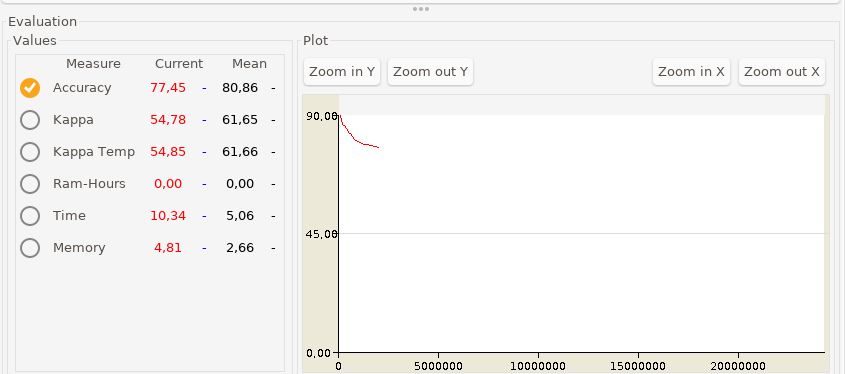 Evaluation
Values
Measure Current Mean
Accuracy 77,45 - 80,86 -
Kappa 54,78 - 61,65 -
Kappa Temp 54,85 - 61,66 -
Ram-Hours 0,00 - 0,00 -
Time 10,34 - 5,06 -
Memory 4,81 - 2,66 -
Plot
Zoom in Y Zoom out Y Zoom in X Zoom out X
90,00
45,00
0,00
0 5000000 10000000 15000000 20000000